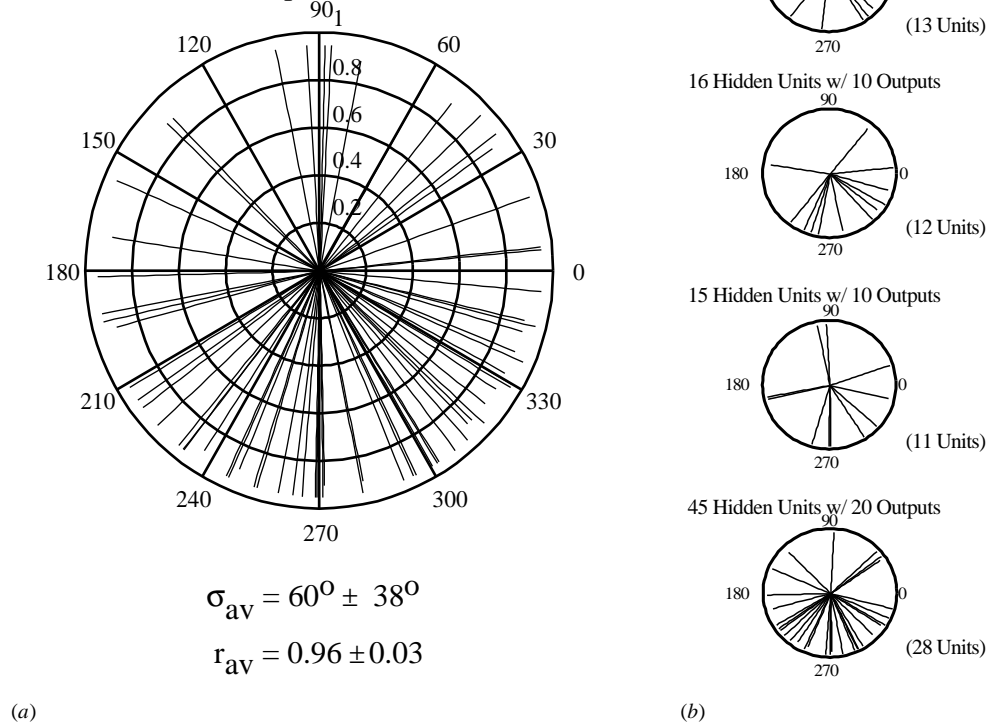 90
1
120
60
0.8
0.6
150
30
0.4
0.2
180
0
210
330
240
300
270
σav = 60o ± 38o
rav = 0.96 ± 0.03
(a)
(13 Units)
270
16 Hidden Units w/ 10 Outputs
90
180
0
(12 Units)
270
15 Hidden Units w/ 10 Outputs
90
180
0
(11 Units)
270
45 Hidden Units w/ 20 Outputs
90
180
0
(28 Units)
270
(b)